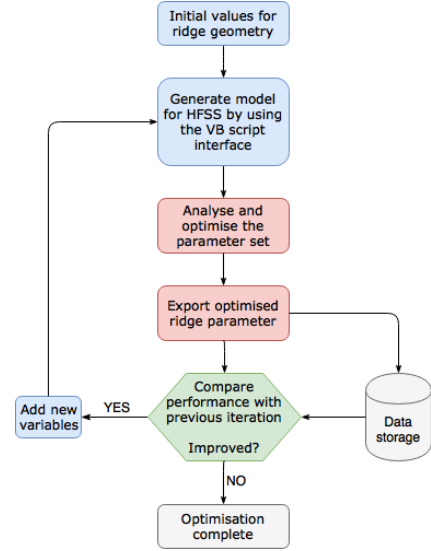 Initial values for
ridge geometry
Generate model
for HFSS by using
the VB script
interface
Analyse and
optimise the
parameter set
Export optimised
ridge parameter
Compare
performance with
previous iteration
Improved?
YES
Add new
variables
Data
storage
NO
Optimisation
complete